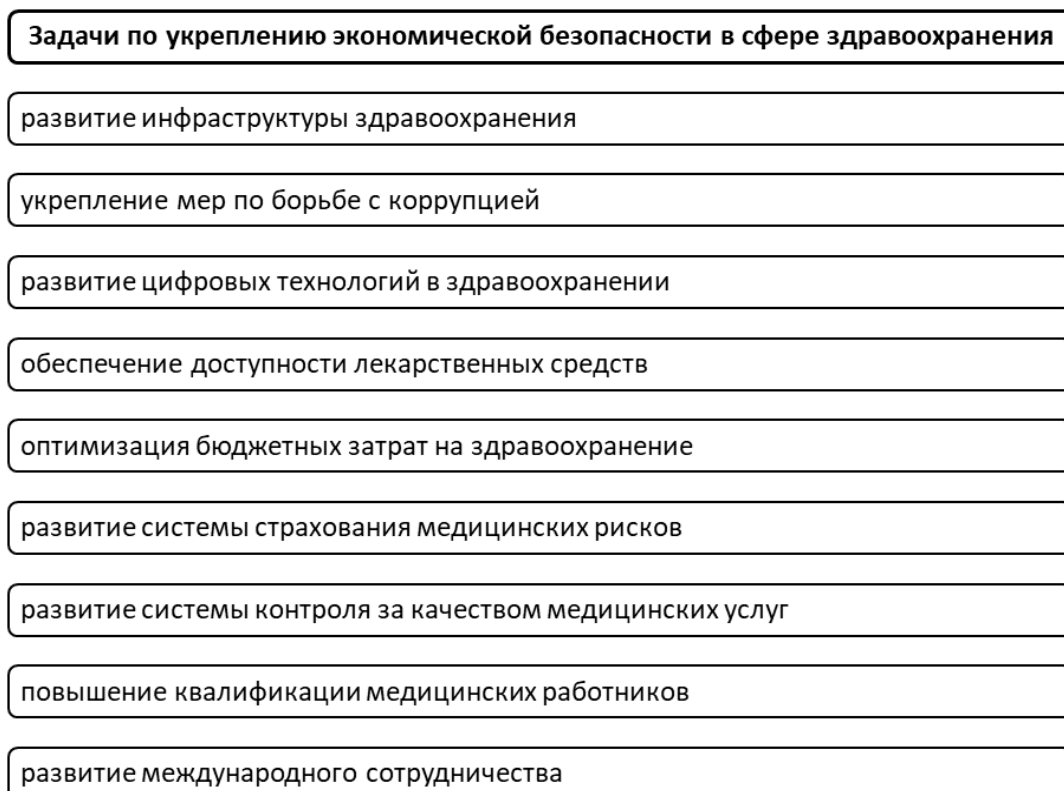 Задачи по укреплению экономической безопасности в сфере здравоохранения
развитие инфраструктуры здравоохранения
укрепление мер по борьбе с коррупцией
развитие цифровых технологий в здравоохранении
обеспечение доступности лекарственных средств
оптимизация бюджетных затрат на здравоохранение
развитие системы страхования медицинских рисков
развитие системы контроля за качеством медицинских услуг
повышение квалификации медицинских работников
развитие международного сотрудничества